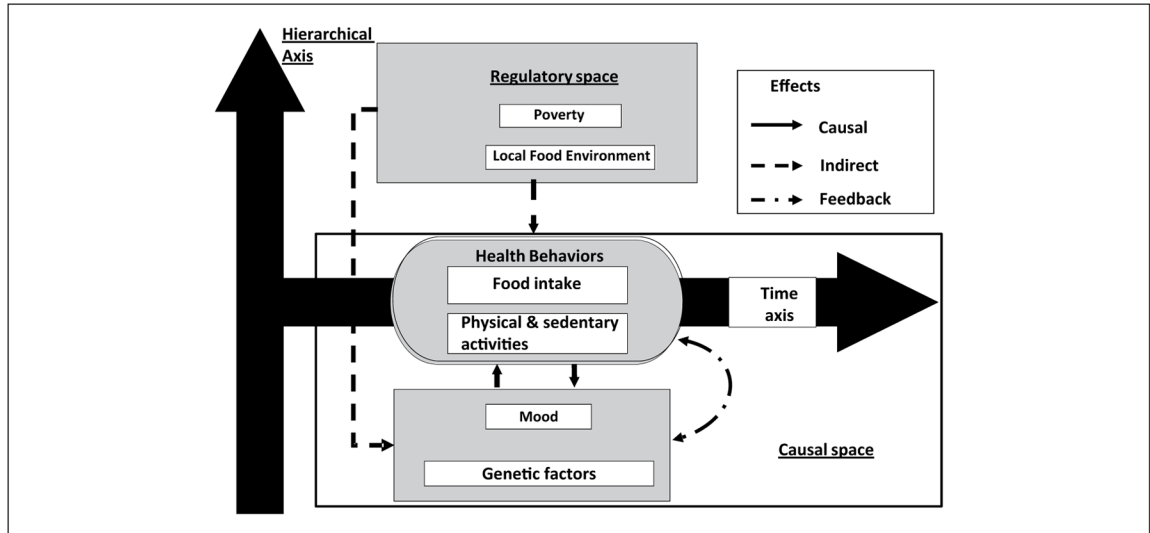 Hierarchical
Axis
Regulatory space
Poverty
Local Food Environment
Effects
Causal
Indirect
Feedback
Health Behaviors
Food intake
Physical & sedentary
activities
Time
axis
Mood
Genetic factors
Causal space